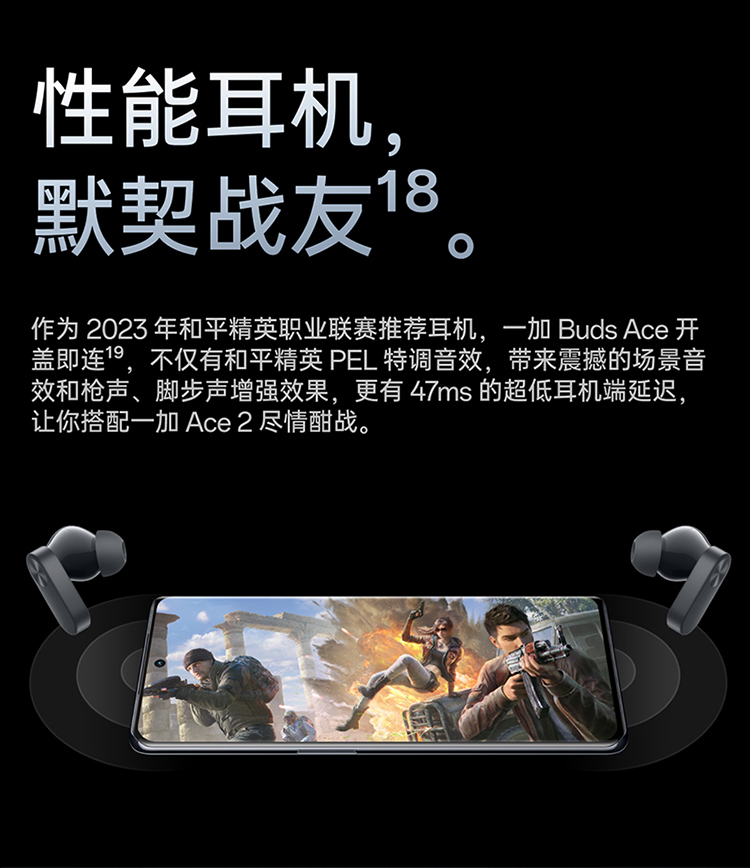 性能耳机，
默契战友18。
作为 2023 年和平精英职业联赛推荐耳机，一加 Buds Ace 开
盖即连19，不仅有和平精英 PEL 特调音效，带来震撼的场景音
效和枪声、脚步声增强效果，更有 47ms 的超低耳机端延迟，
让你搭配一加 Ace 2 尽情酣战。